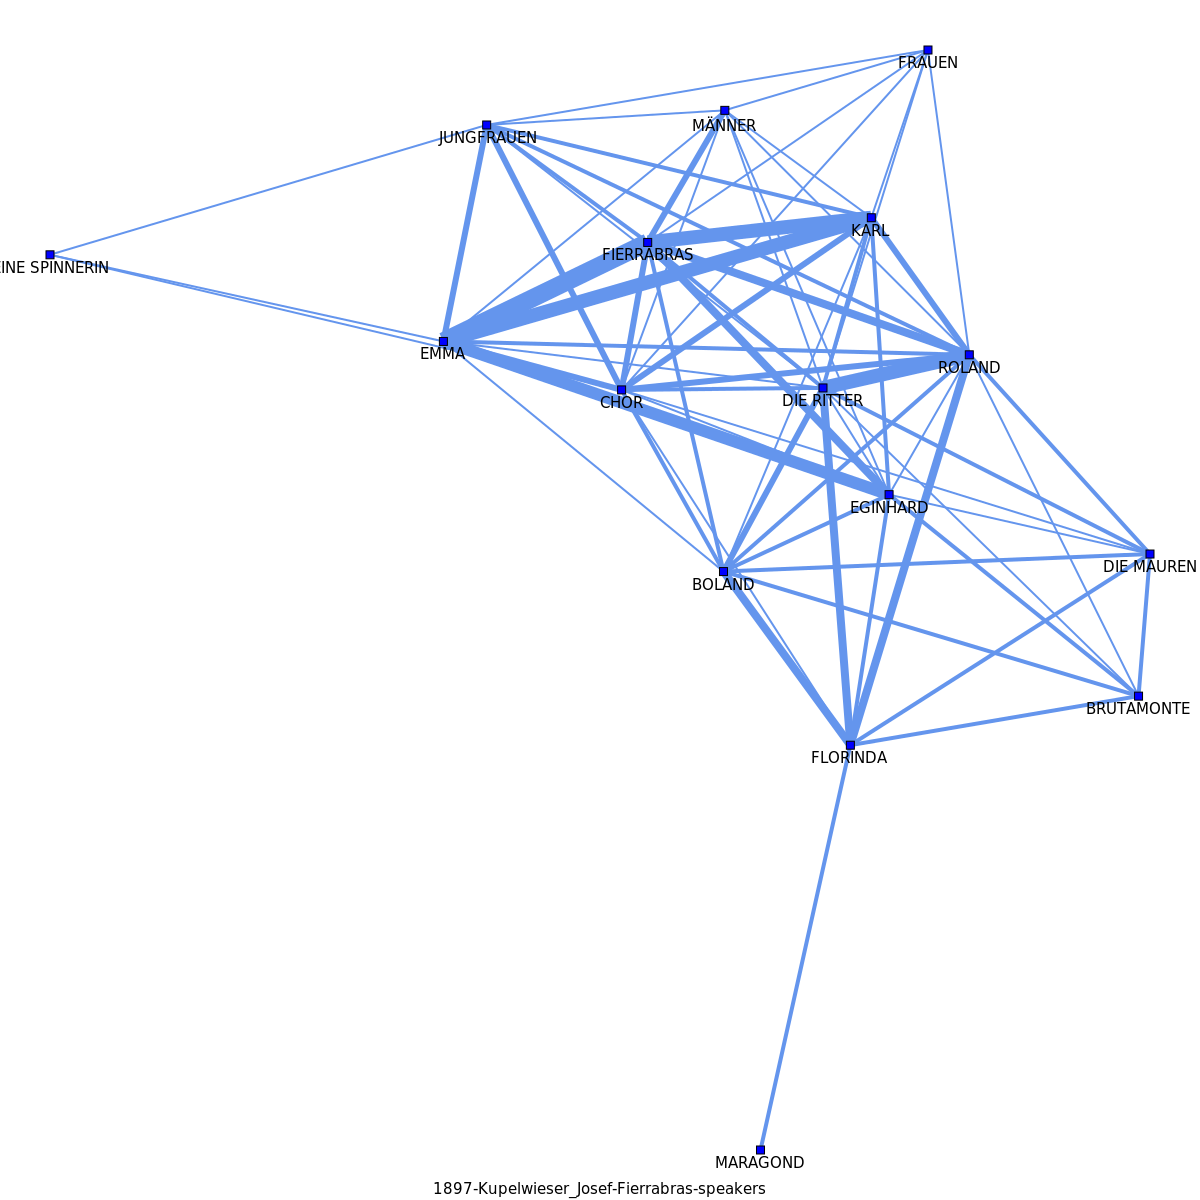 FRAUEN
MÄNNER
JUNGFRAUEN
KARL
FIERRABRAS
EINE SPINNERIN
EMMA
ROLAND
CHOR
DIE RITTER
EGINHARD
DIE MAUREN
BOLAND
BRUTAMONTE
FLORINDA
MARAGOND
1897-Kupelwieser_Josef-Fierrabras-speakers